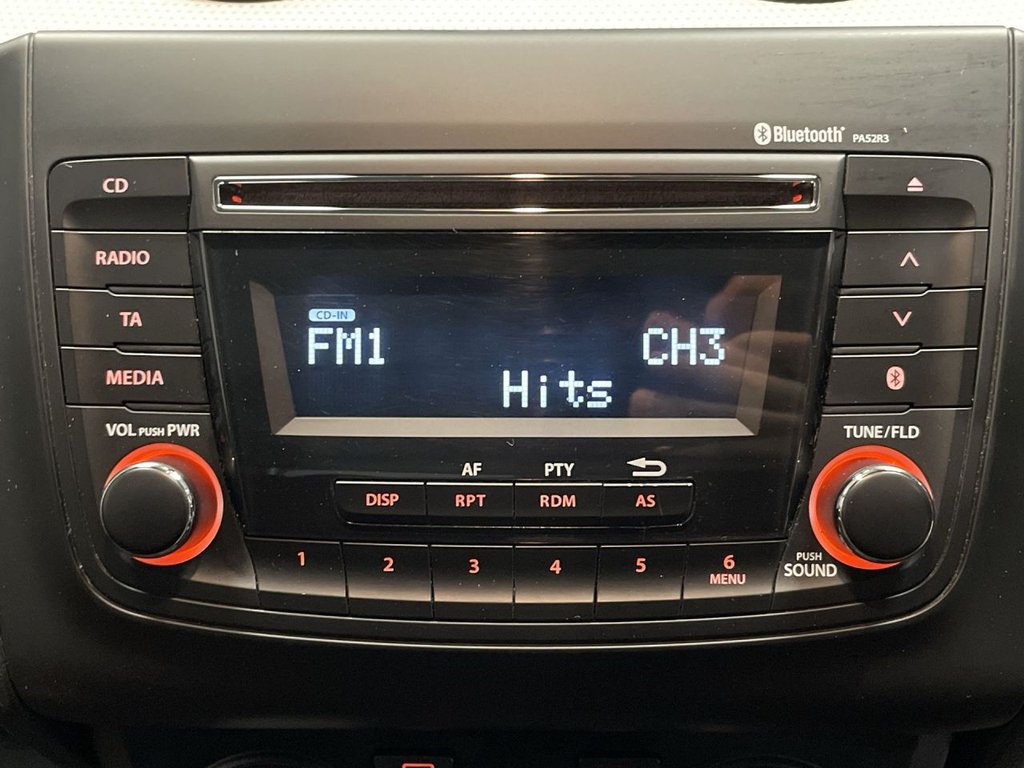 Bluetooth PA52R3
CD
RADIO
TA
MEDIA
CD-IN
FM1 CH3
Hits
VOL PUSH PWR
TUNE/FLD
AF PTY
DISP RPT RDM AS
1 2 3 4 5 6
MENU
PUSH
SOUND